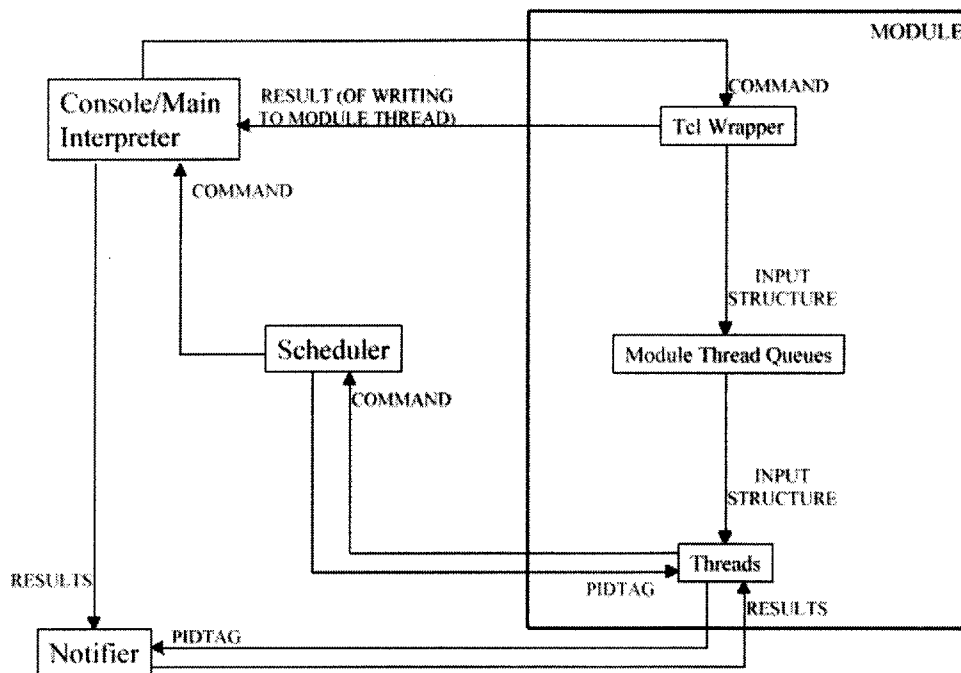 MODULE
COMMAND
Console/Main
Interpreter
RESULT (OF WRITING
TO MODULE THREAD)
Tcl Wrapper
COMMAND
INPUT
STRUCTURE
Scheduler
Module Thread Queues
COMMAND
INPUT
STRUCTURE
Threads
RESULTS
PIDTAG
RESULTS
PIDTAG
Notifier